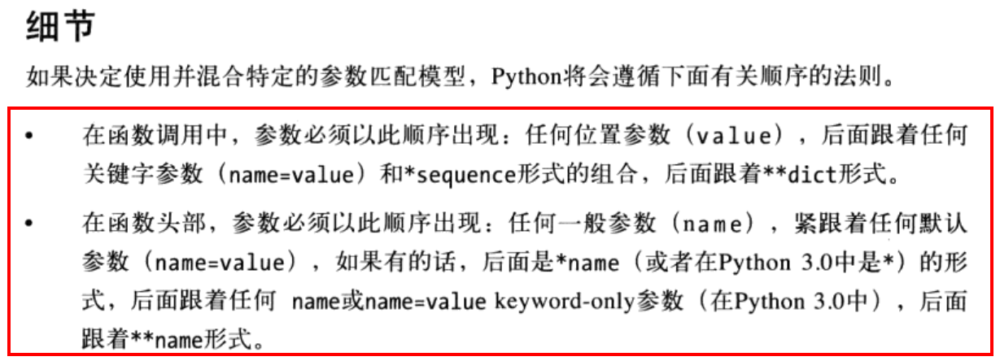 细节
如果决定使用并混合特定的参数匹配模型，Python将会遵循下面有关顺序的法则。
• 在函数调用中，参数必须以此顺序出现：任何位置参数（value），后面跟着任何
关键字参数（name=value）和*sequence形式的组合，后面跟着**dict形式。
• 在函数头部，参数必须以此顺序出现：任何一般参数（name），紧跟着任何默认
参数（name=value），如果有的话，后面是*name（或者在Python 3.0中是*）的形
式，后面跟着任何 name或name=value keyword-only参数（在Python 3.0中），后面
跟着**name形式。